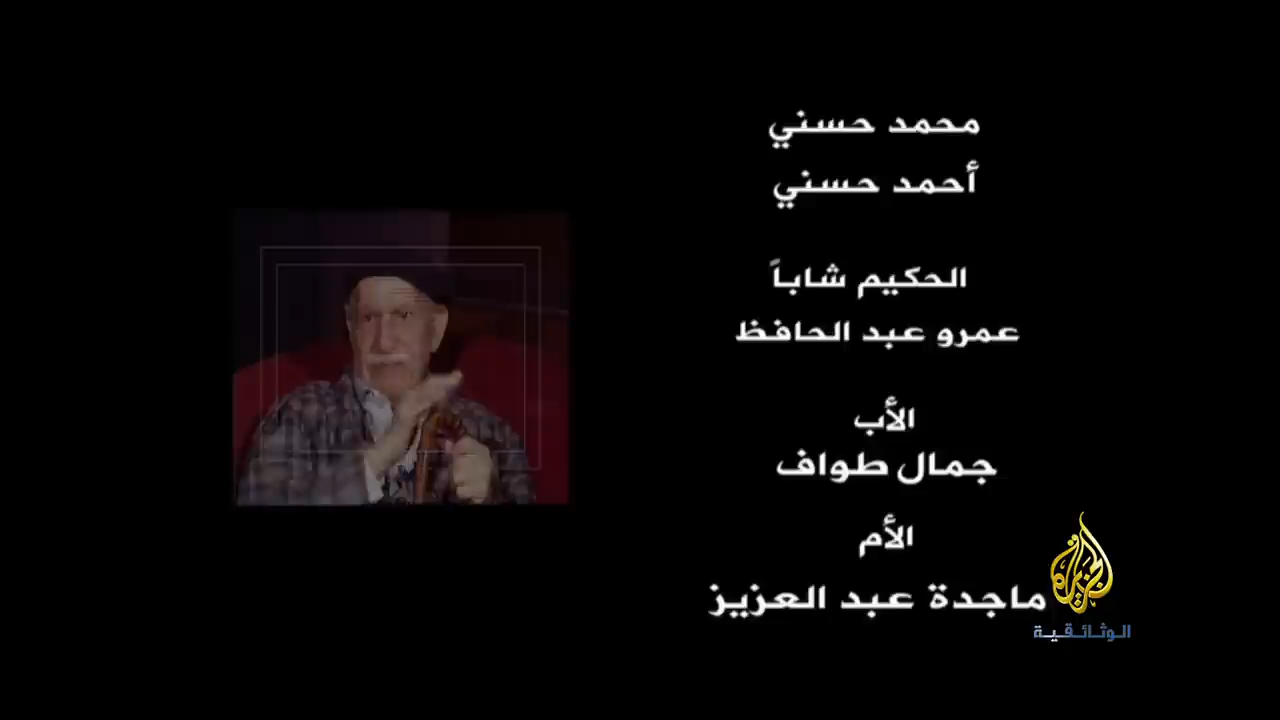 محمد حسني
أحمد حسني
الحكيم شاباً
عمرو عبد الحافظ
الأب
جمال طواف
الأم
ماجدة عبد العزيز
الجزيرة
الوثائقية